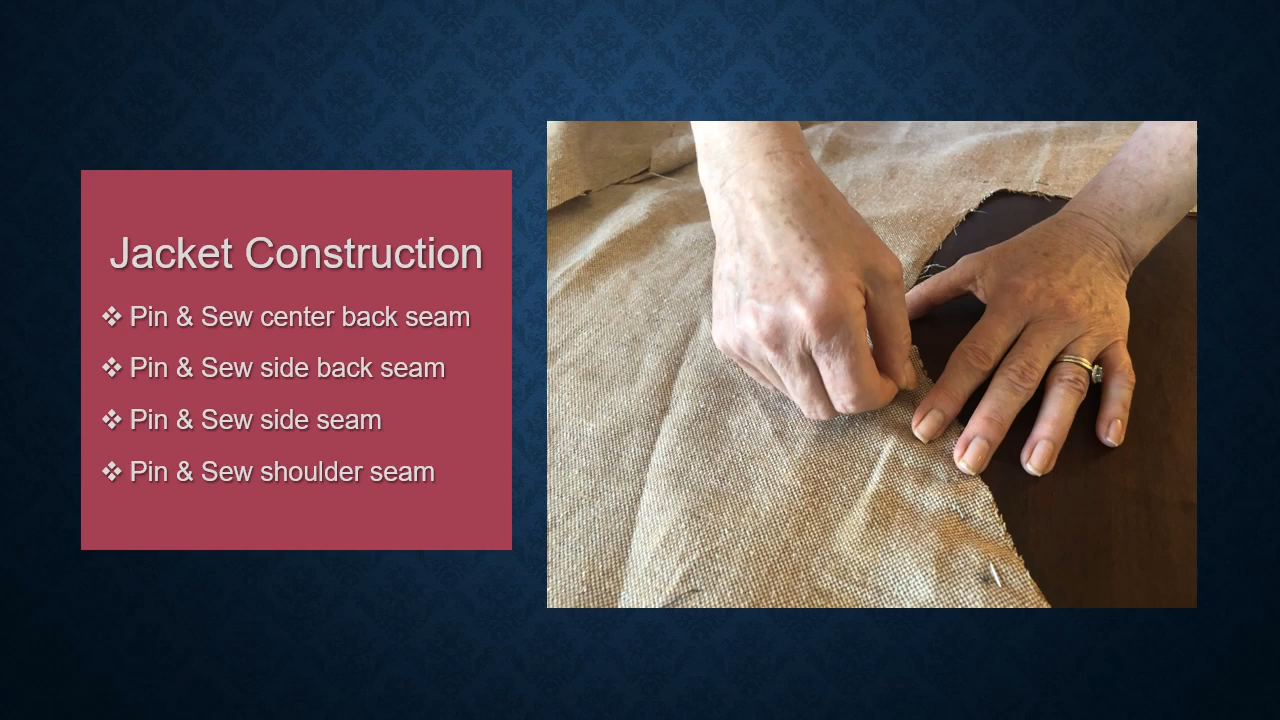 Jacket Construction
❖ Pin & Sew center back seam
❖ Pin & Sew side back seam
❖ Pin & Sew side seam
❖ Pin & Sew shoulder seam